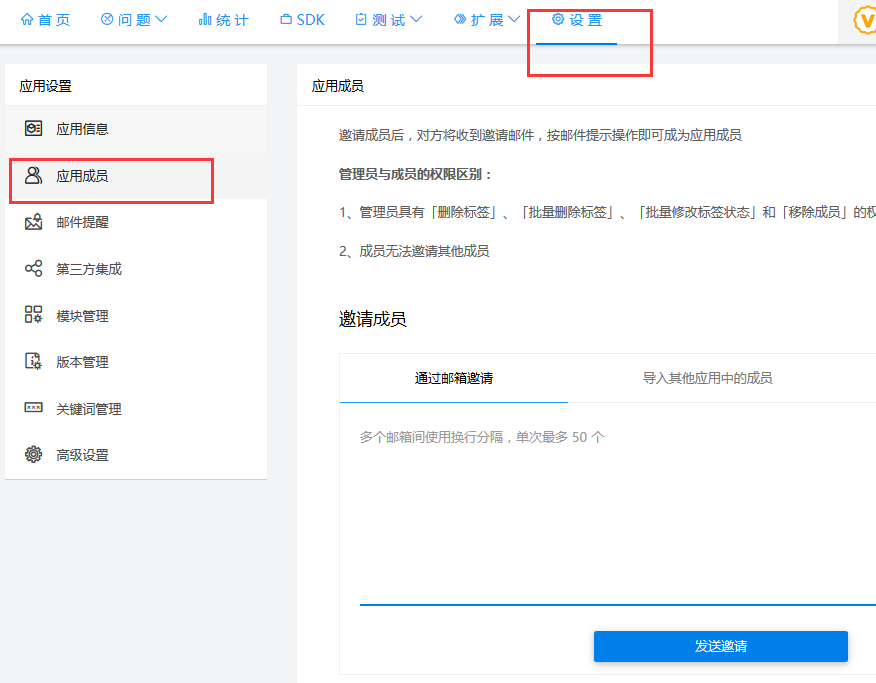 首页 问题 统计 SDK 测试 扩展 设置 V
应用设置
应用信息
应用成员
邮件提醒
第三方集成
模块管理
版本管理
关键词管理
高级设置
应用成员
邀请成员后，对方将收到邀请邮件，按邮件提示操作即可成为应用成员
管理员与成员的权限区别：
1、管理员具有「删除标签」、「批量删除标签」、「批量修改标签状态」和「移除成员」的权
2、成员无法邀请其他成员
邀请成员
通过邮箱邀请 导入其他应用中的成员
多个邮箱间使用换行分隔，单次最多 50 个
发送邀请